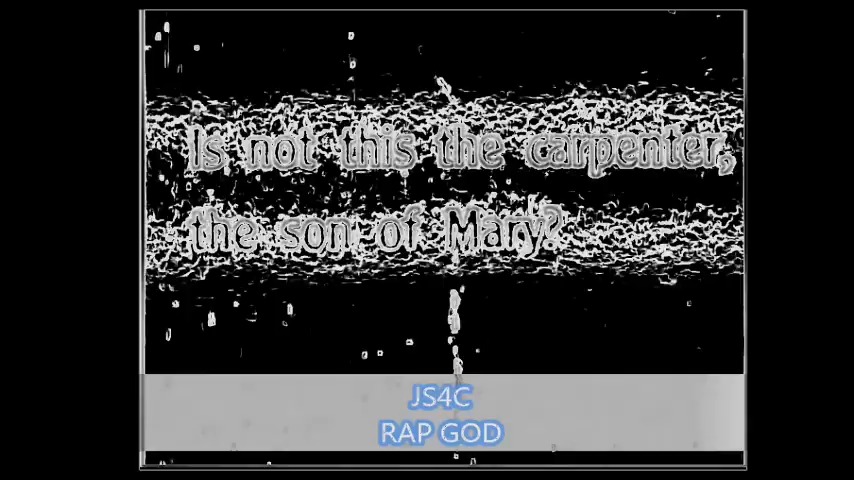 Is not this the carpenter,
the son of Mary?
JS4C
RAP GOD